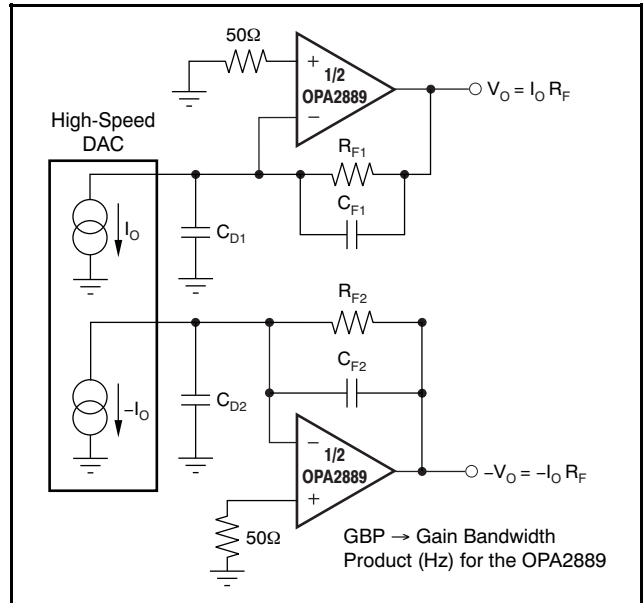 50Ω
+
1/2
OPA2889
−
V_O = I_O R_F
High-Speed
DAC
R_F1
C_F1
I_O
C_D1
R_F2
C_F2
−I_O
C_D2
−
1/2
OPA2889
+
−V_O = −I_O R_F
50Ω
GBP → Gain Bandwidth
Product (Hz) for the OPA2889